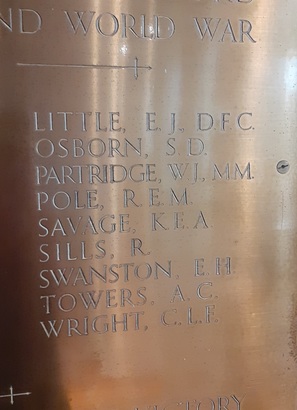 ND WORLD WAR
LITTLE, E. J., D.F.C.
OSBORN, S. D.
PARTRIDGE, W. J., M.M.
POLE, R. E. M.
SAVAGE, K. E. A.
SILLS, R.
SWANSTON, E. H
TOWERS, A. C.
WRIGHT, C. L. F.